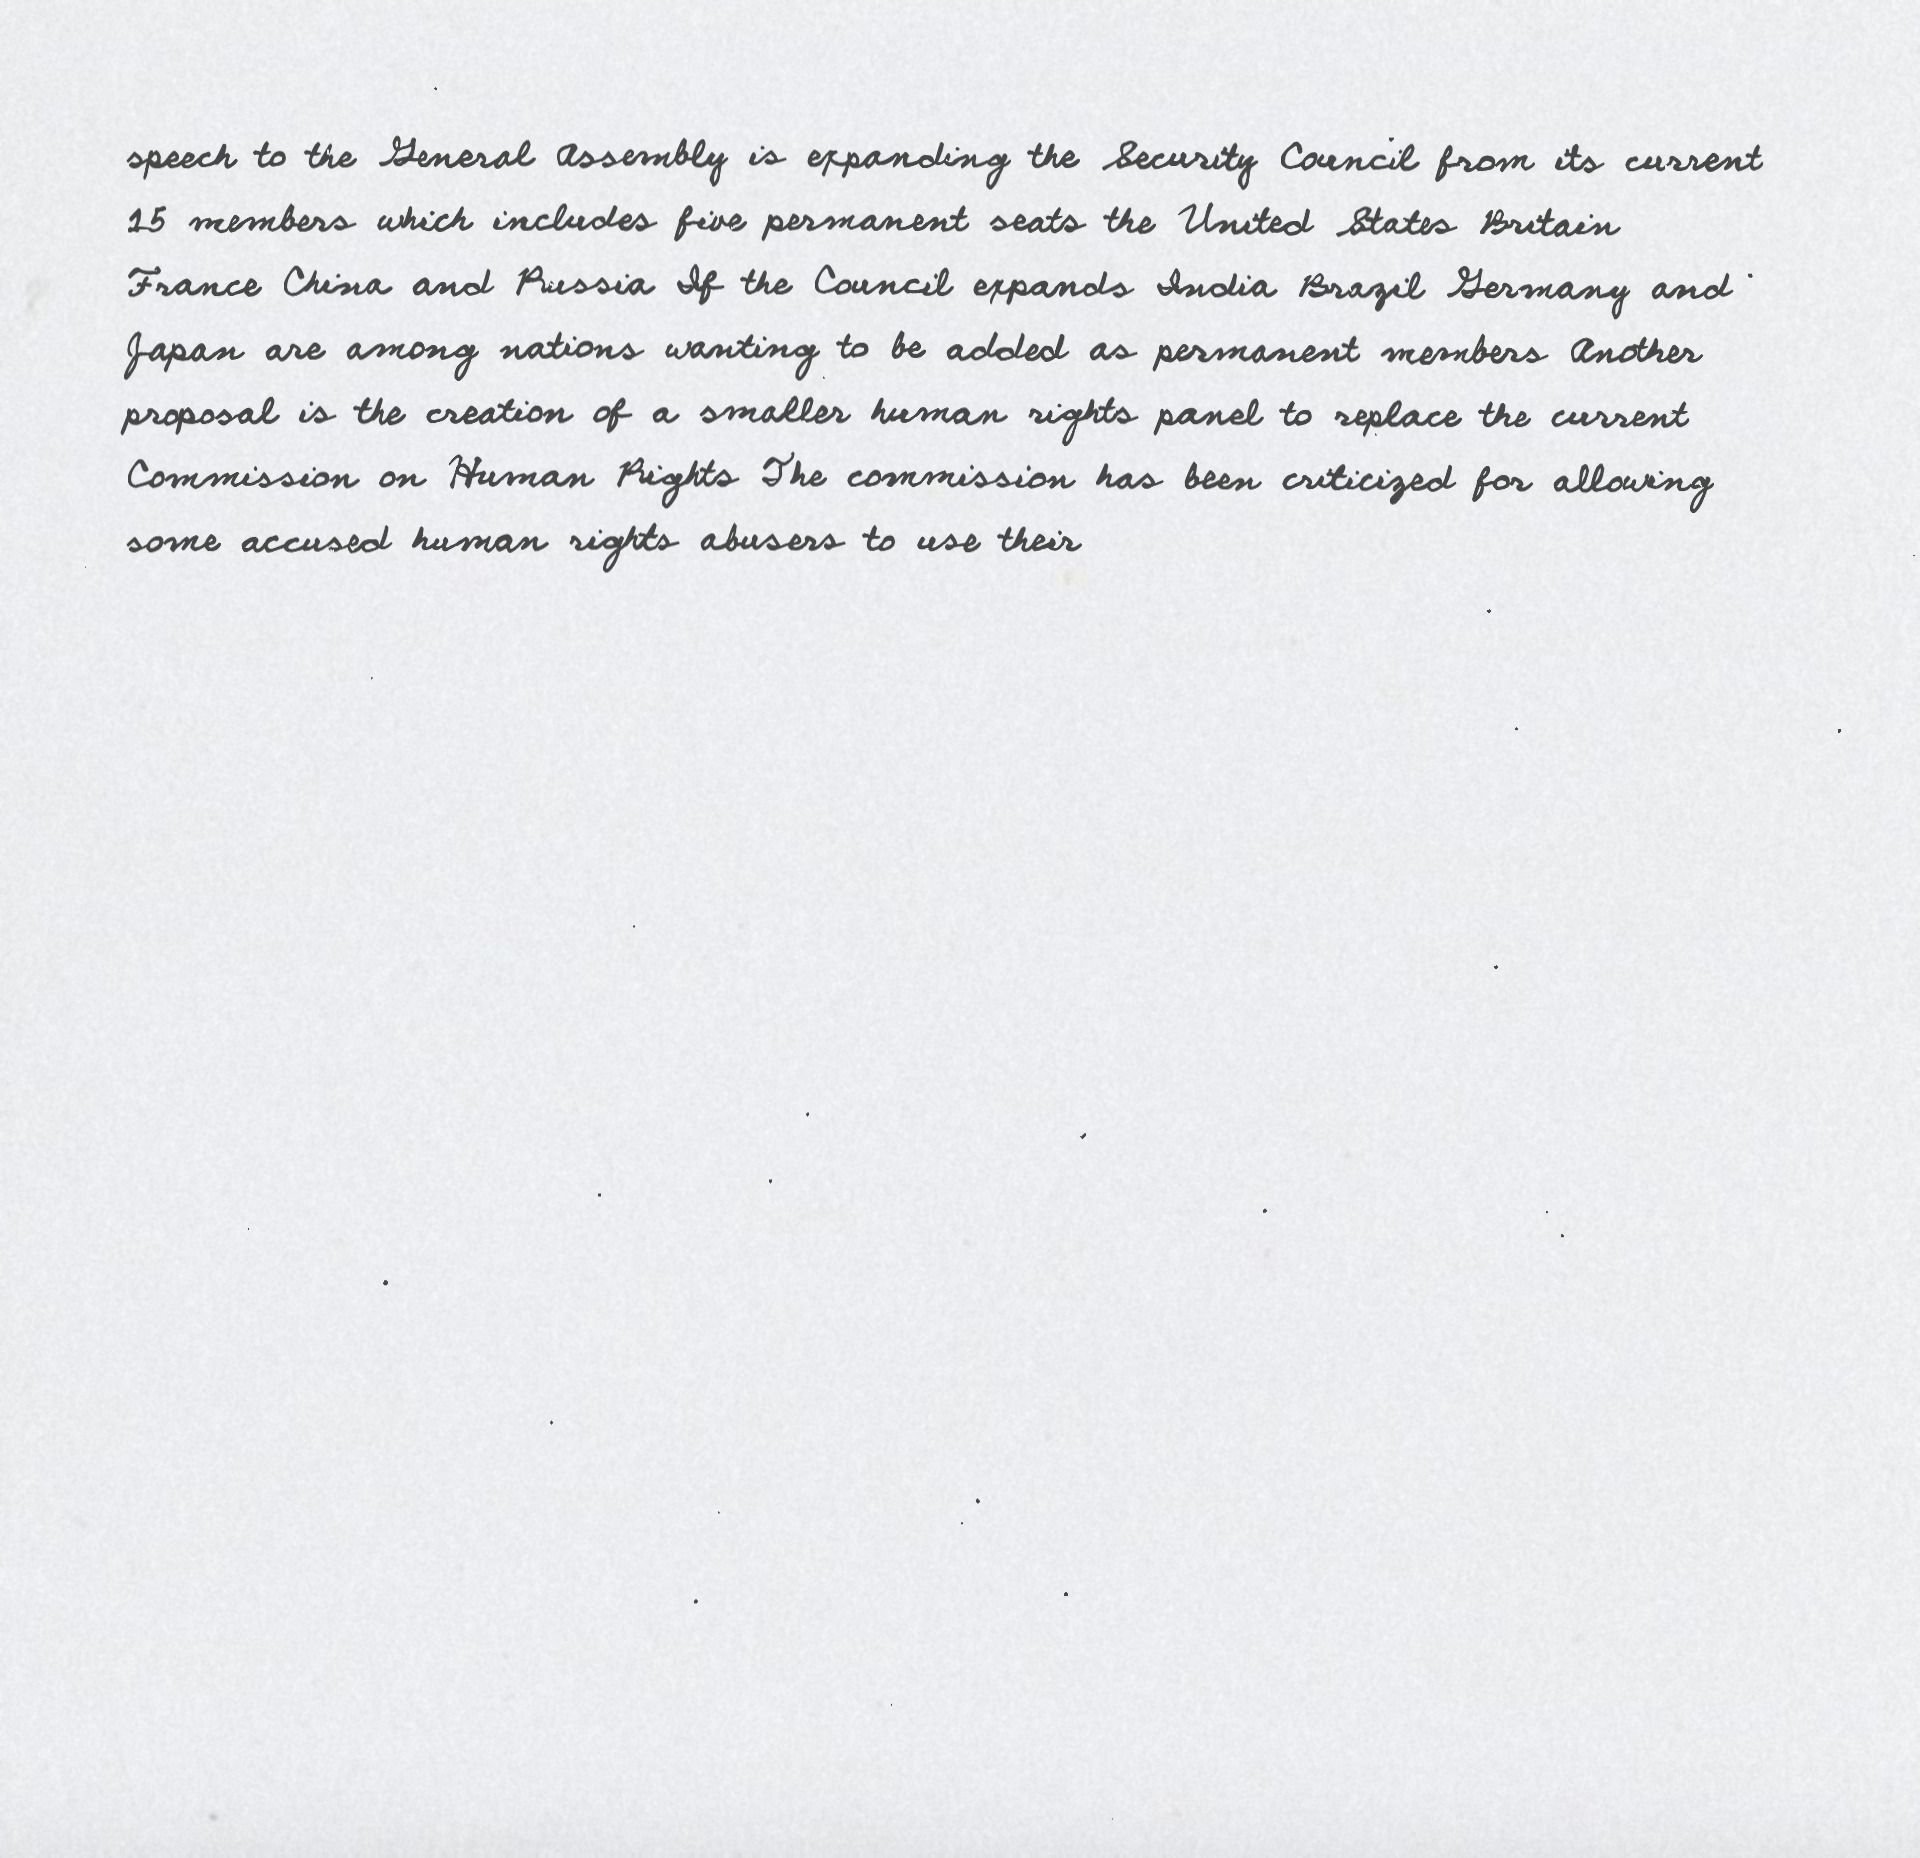 speech to the General Assembly is expanding the Security Council from its current
15 members which includes five permanent seats the United States Britain
France China and Russia If the Council expands India Brazil Germany and
Japan are among nations wanting to be added as permanent members Another
proposal is the creation of a smaller human rights panel to replace the current
Commission on Human Rights The commission has been criticized for allowing
some accused human rights abusers to use their